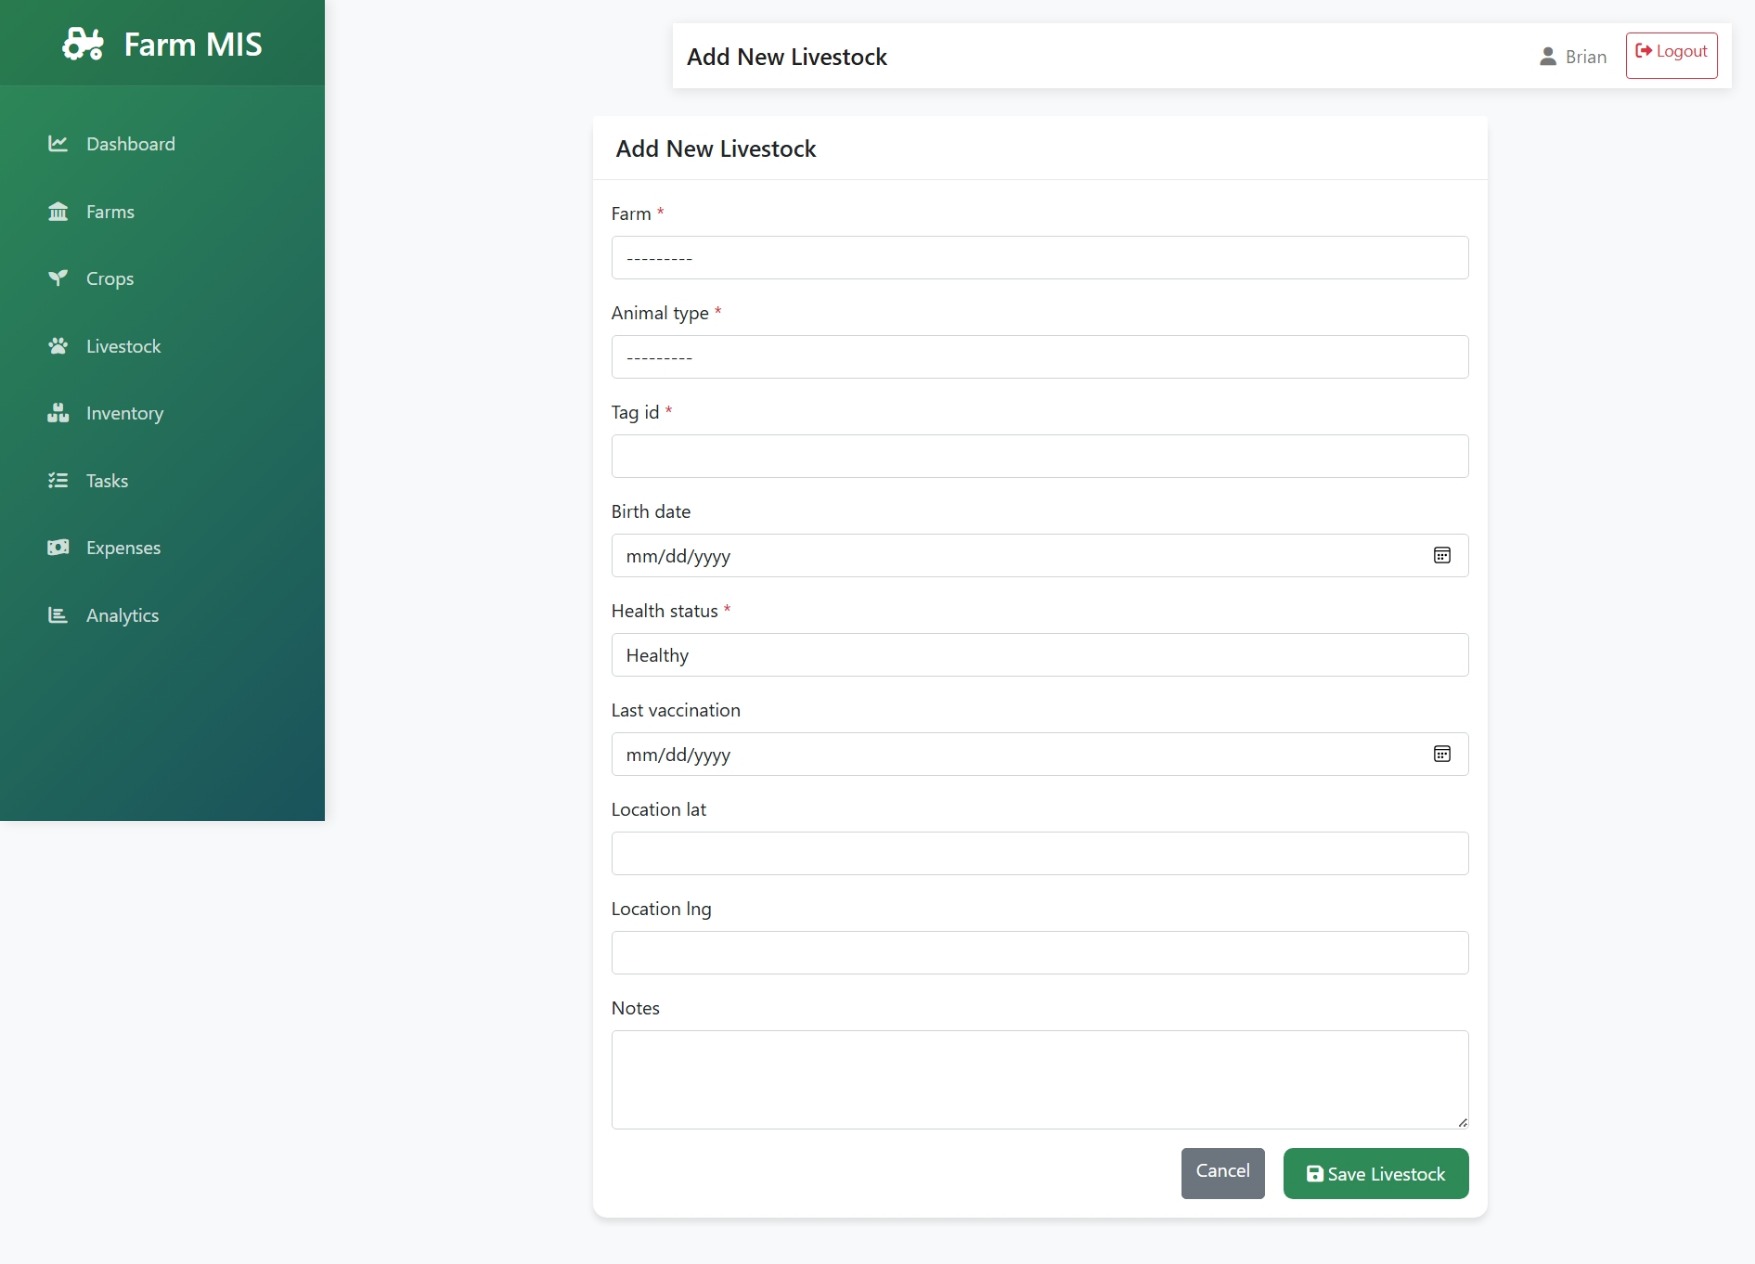 Farm MIS
Dashboard
Farms
Crops
Livestock
Inventory
Tasks
Expenses
Analytics
Add New Livestock
Brian
Logout
Add New Livestock
Farm *
---------
Animal type *
---------
Tag id *
Birth date
mm/dd/yyyy
Health status *
Healthy
Last vaccination
mm/dd/yyyy
Location lat
Location lng
Notes
Cancel
Save Livestock